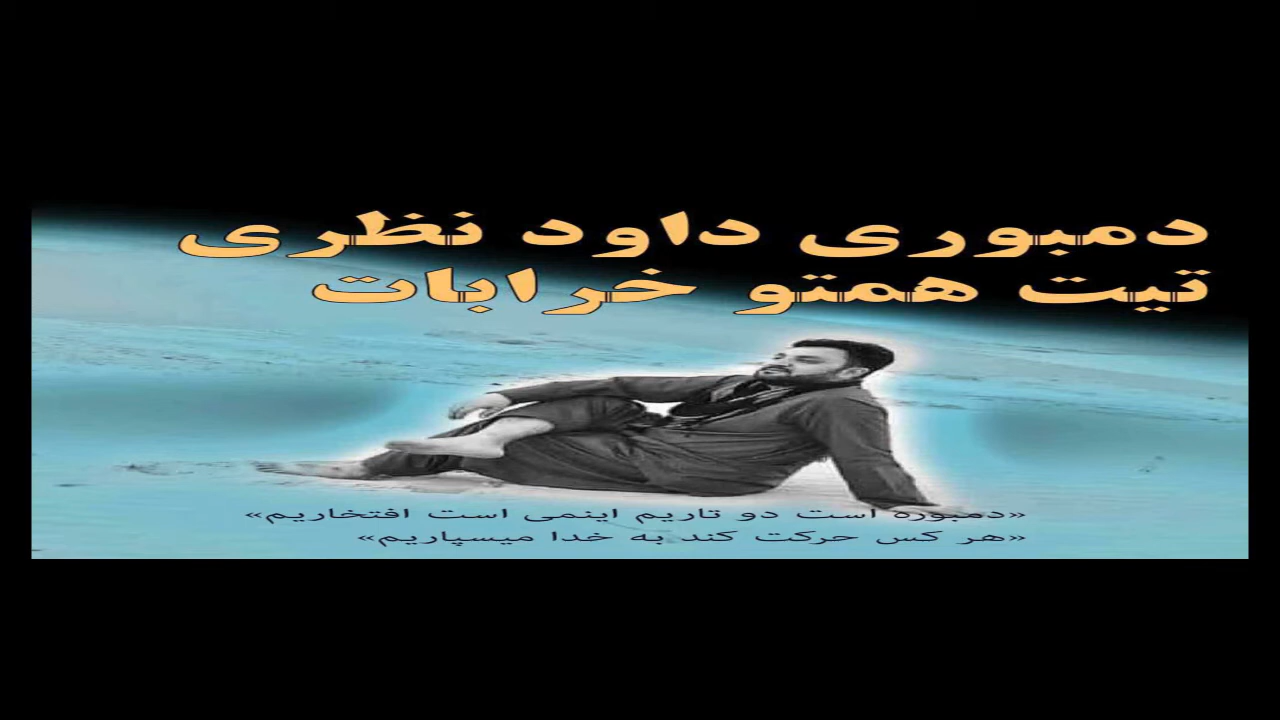 دمبوری داود نظری
تیت همتو خرابات
«دمبوره است دو تاریم اینمی است افتخاریم»
«هر کس حرکت کند به خدا میسپاریم»